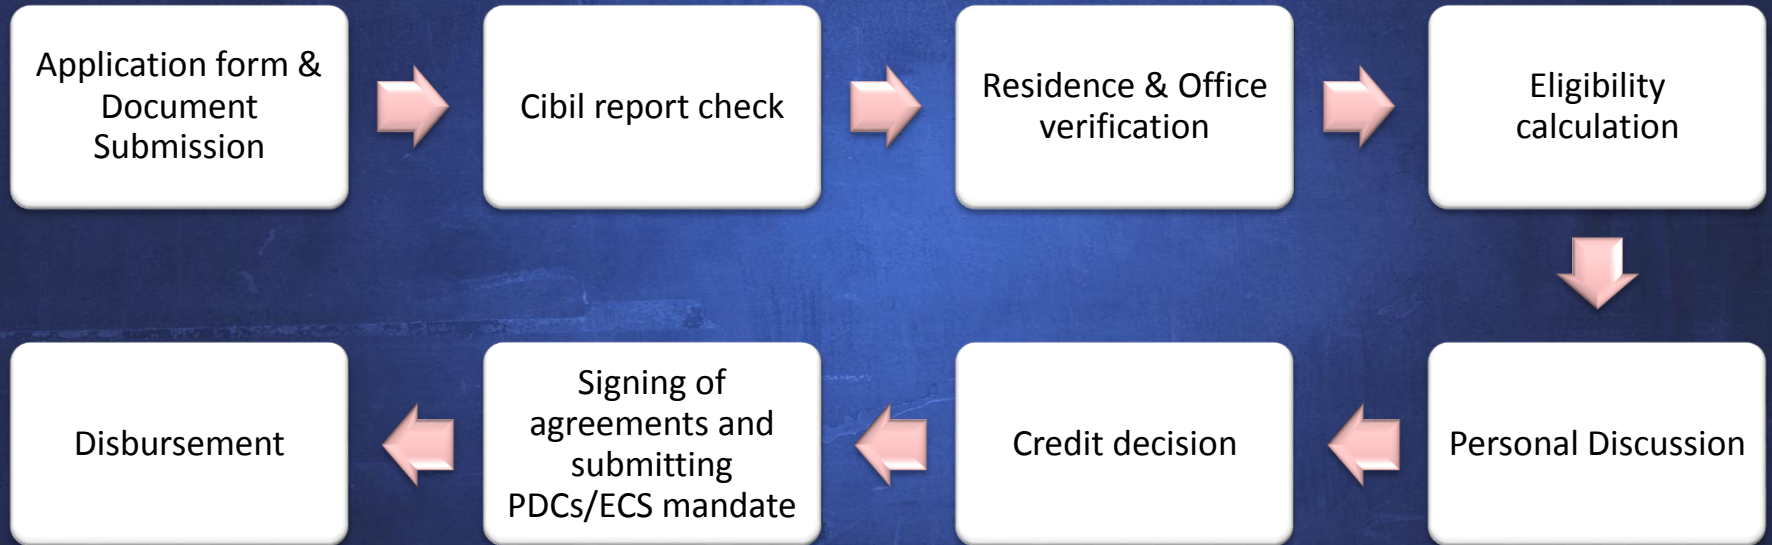 Application form &
Document
Submission
Cibil report check
Residence & Office
verification
Eligibility
calculation
Personal Discussion
Credit decision
Signing of
agreements and
submitting
PDCs/ECS mandate
Disbursement